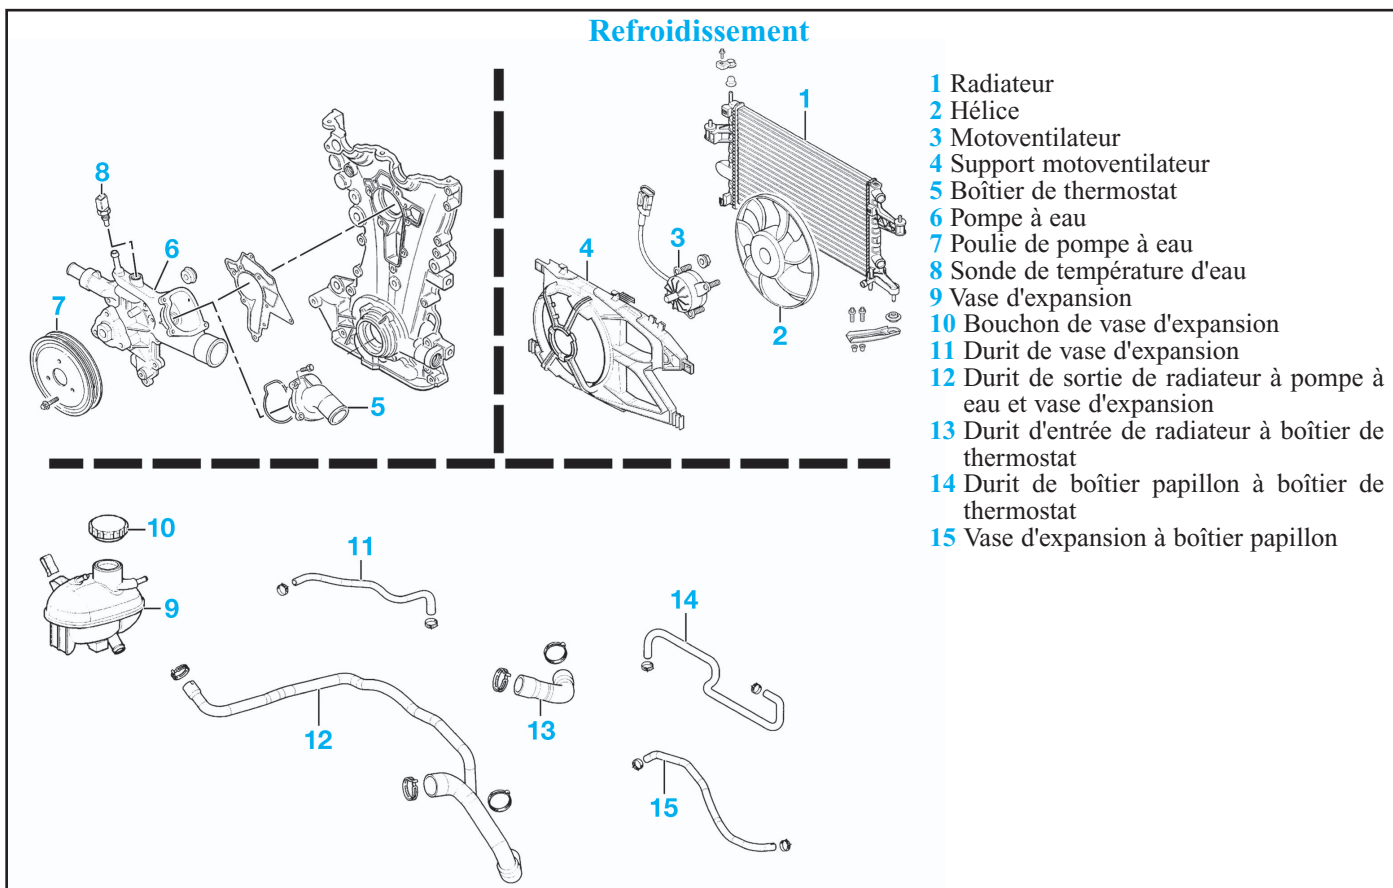 Refroidissement
1 Radiateur
2 Hélice
3 Motoventilateur
4 Support motoventilateur
5 Boîtier de thermostat
6 Pompe à eau
7 Poulie de pompe à eau
8 Sonde de température d'eau
9 Vase d'expansion
10 Bouchon de vase d'expansion
11 Durit de vase d'expansion
12 Durit de sortie de radiateur à pompe à
eau et vase d'expansion
13 Durit d'entrée de radiateur à boîtier de
thermostat
14 Durit de boîtier papillon à boîtier de
thermostat
15 Vase d'expansion à boîtier papillon
1
8
3
6
4
7
2
5
10
11
9
14
12
13
15